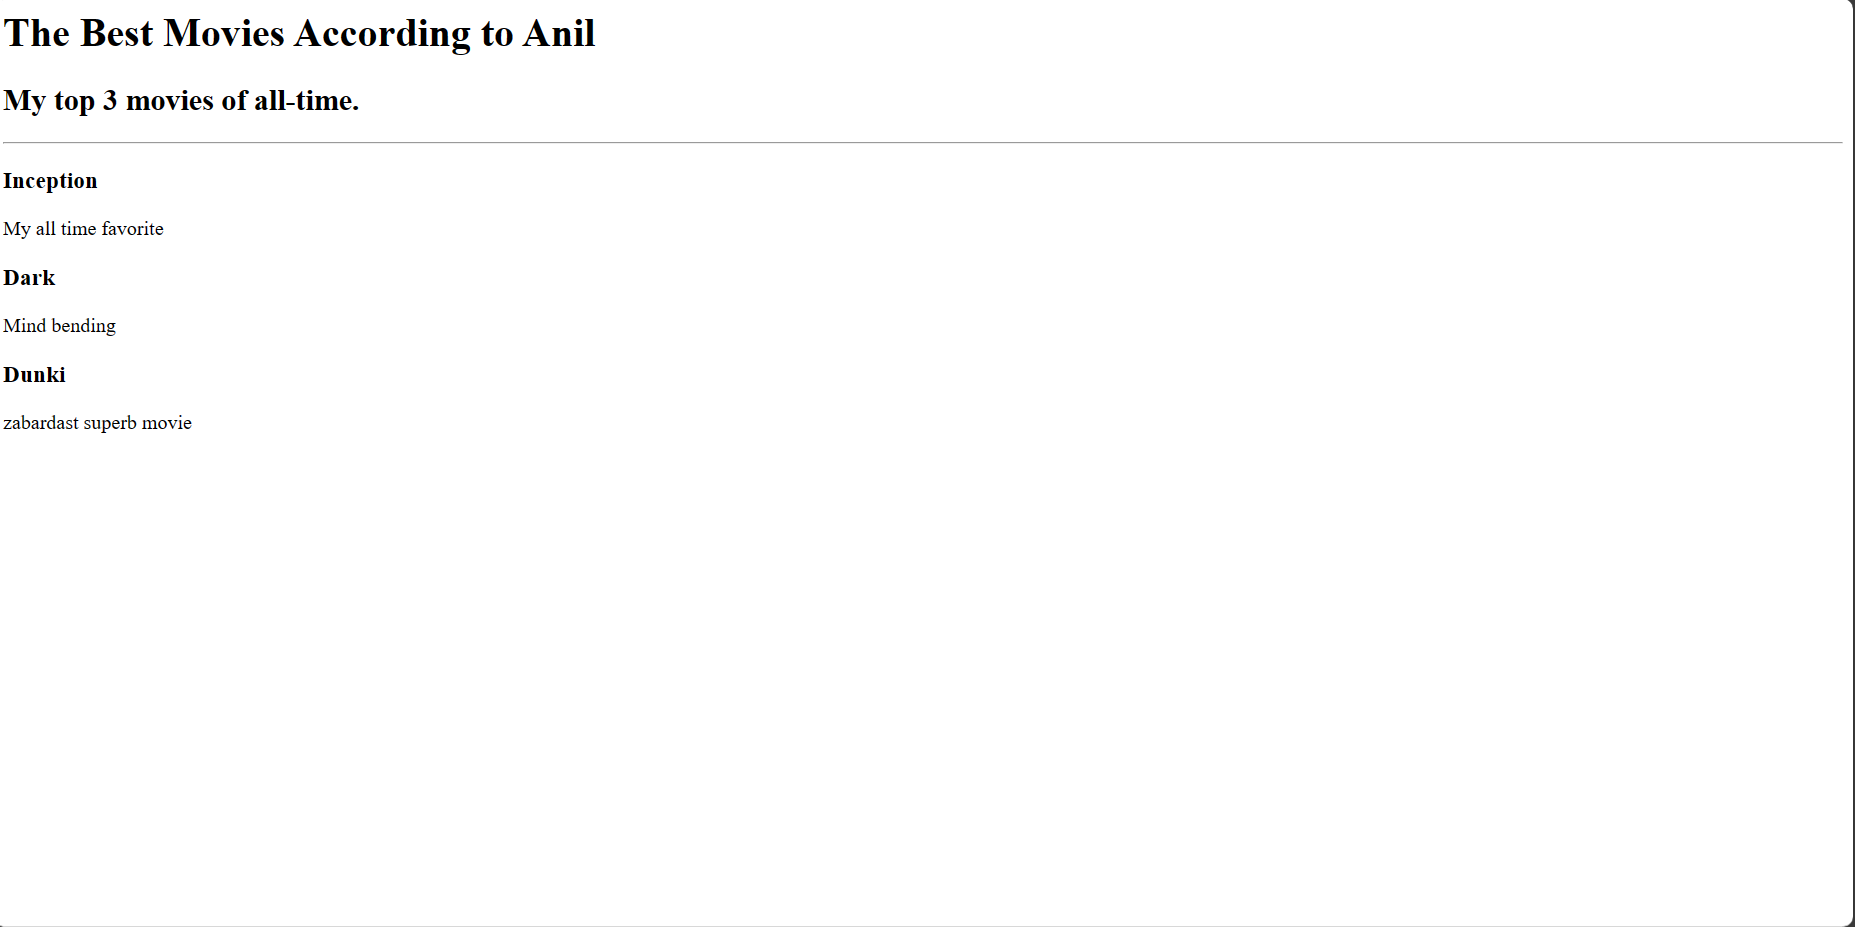 The Best Movies According to Anil
My top 3 movies of all-time.
Inception
My all time favorite
Dark
Mind bending
Dunki
zabardast superb movie